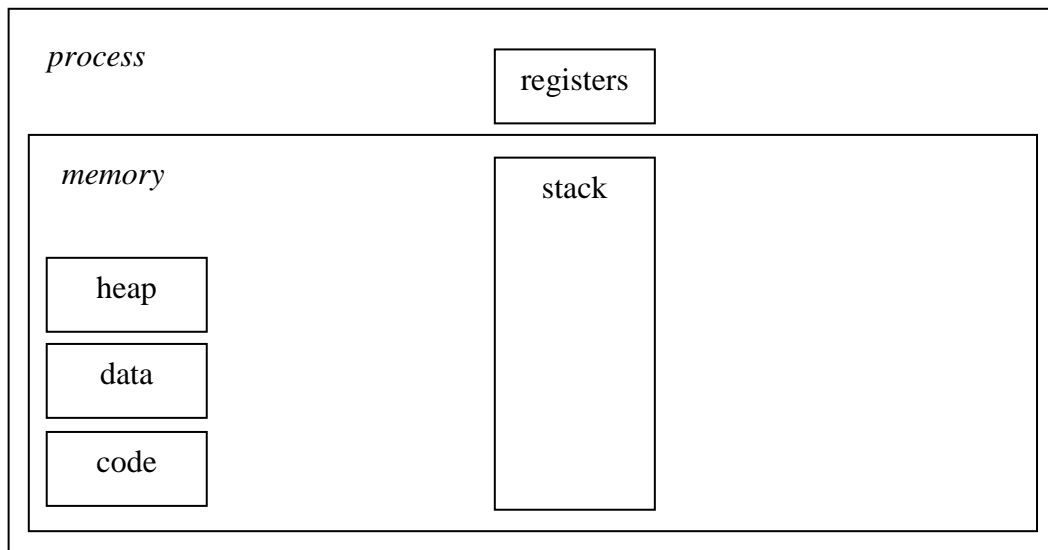 process
registers
memory
stack
heap
data
code